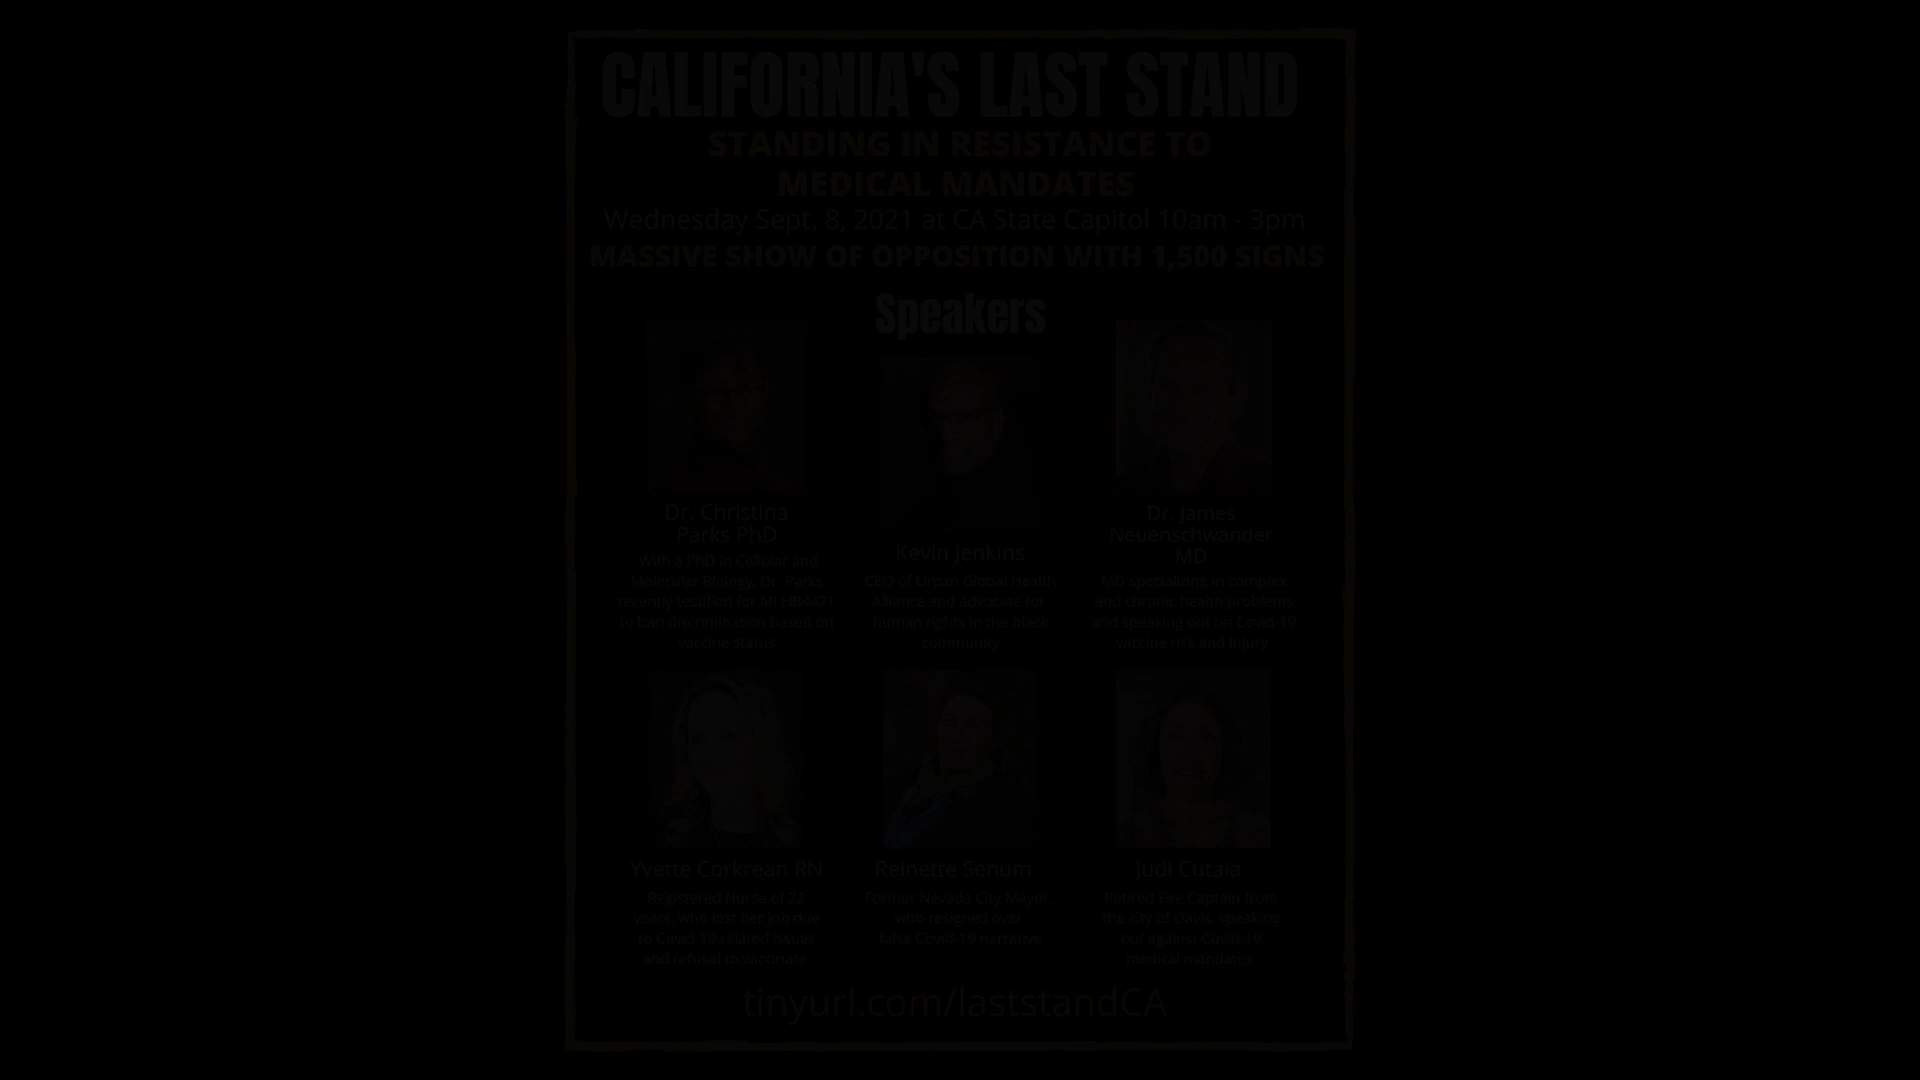 CALIFORNIA'S LAST STAND
STANDING IN RESISTANCE TO
MEDICAL MANDATES
Wednesday Sept. 8, 2021 at CA State Capitol 10am - 3pm
MASSIVE SHOW OF OPPOSITION WITH 1,500 SIGNS
Speakers
Dr. Christina
Parks PhD
With a PhD in Cellular and
Molecular Biology, Dr. Parks
recently testified for MI HB4471
to ban discrimination based on
vaccine status
Kevin Jenkins
CEO of Urban Global Health
Alliance and advocate for
human rights in the black
community
Dr. James
Neuenschwander
MD
MD specializing in complex
and chronic health problems
and speaking out on Covid-19
vaccine risk and injury
Yvette Corkrean RN
Registered Nurse of 22
years, who lost her job due
to Covid-19 related issues
and refusal to vaccinate
Reinette Senum
Former Nevada City Mayor,
who resigned over
false Covid-19 narrative
Judi Cutaia
Retired Fire Captain from
the city of Davis, speaking
out against Covid-19
medical mandates
tinyurl.com/laststandCA